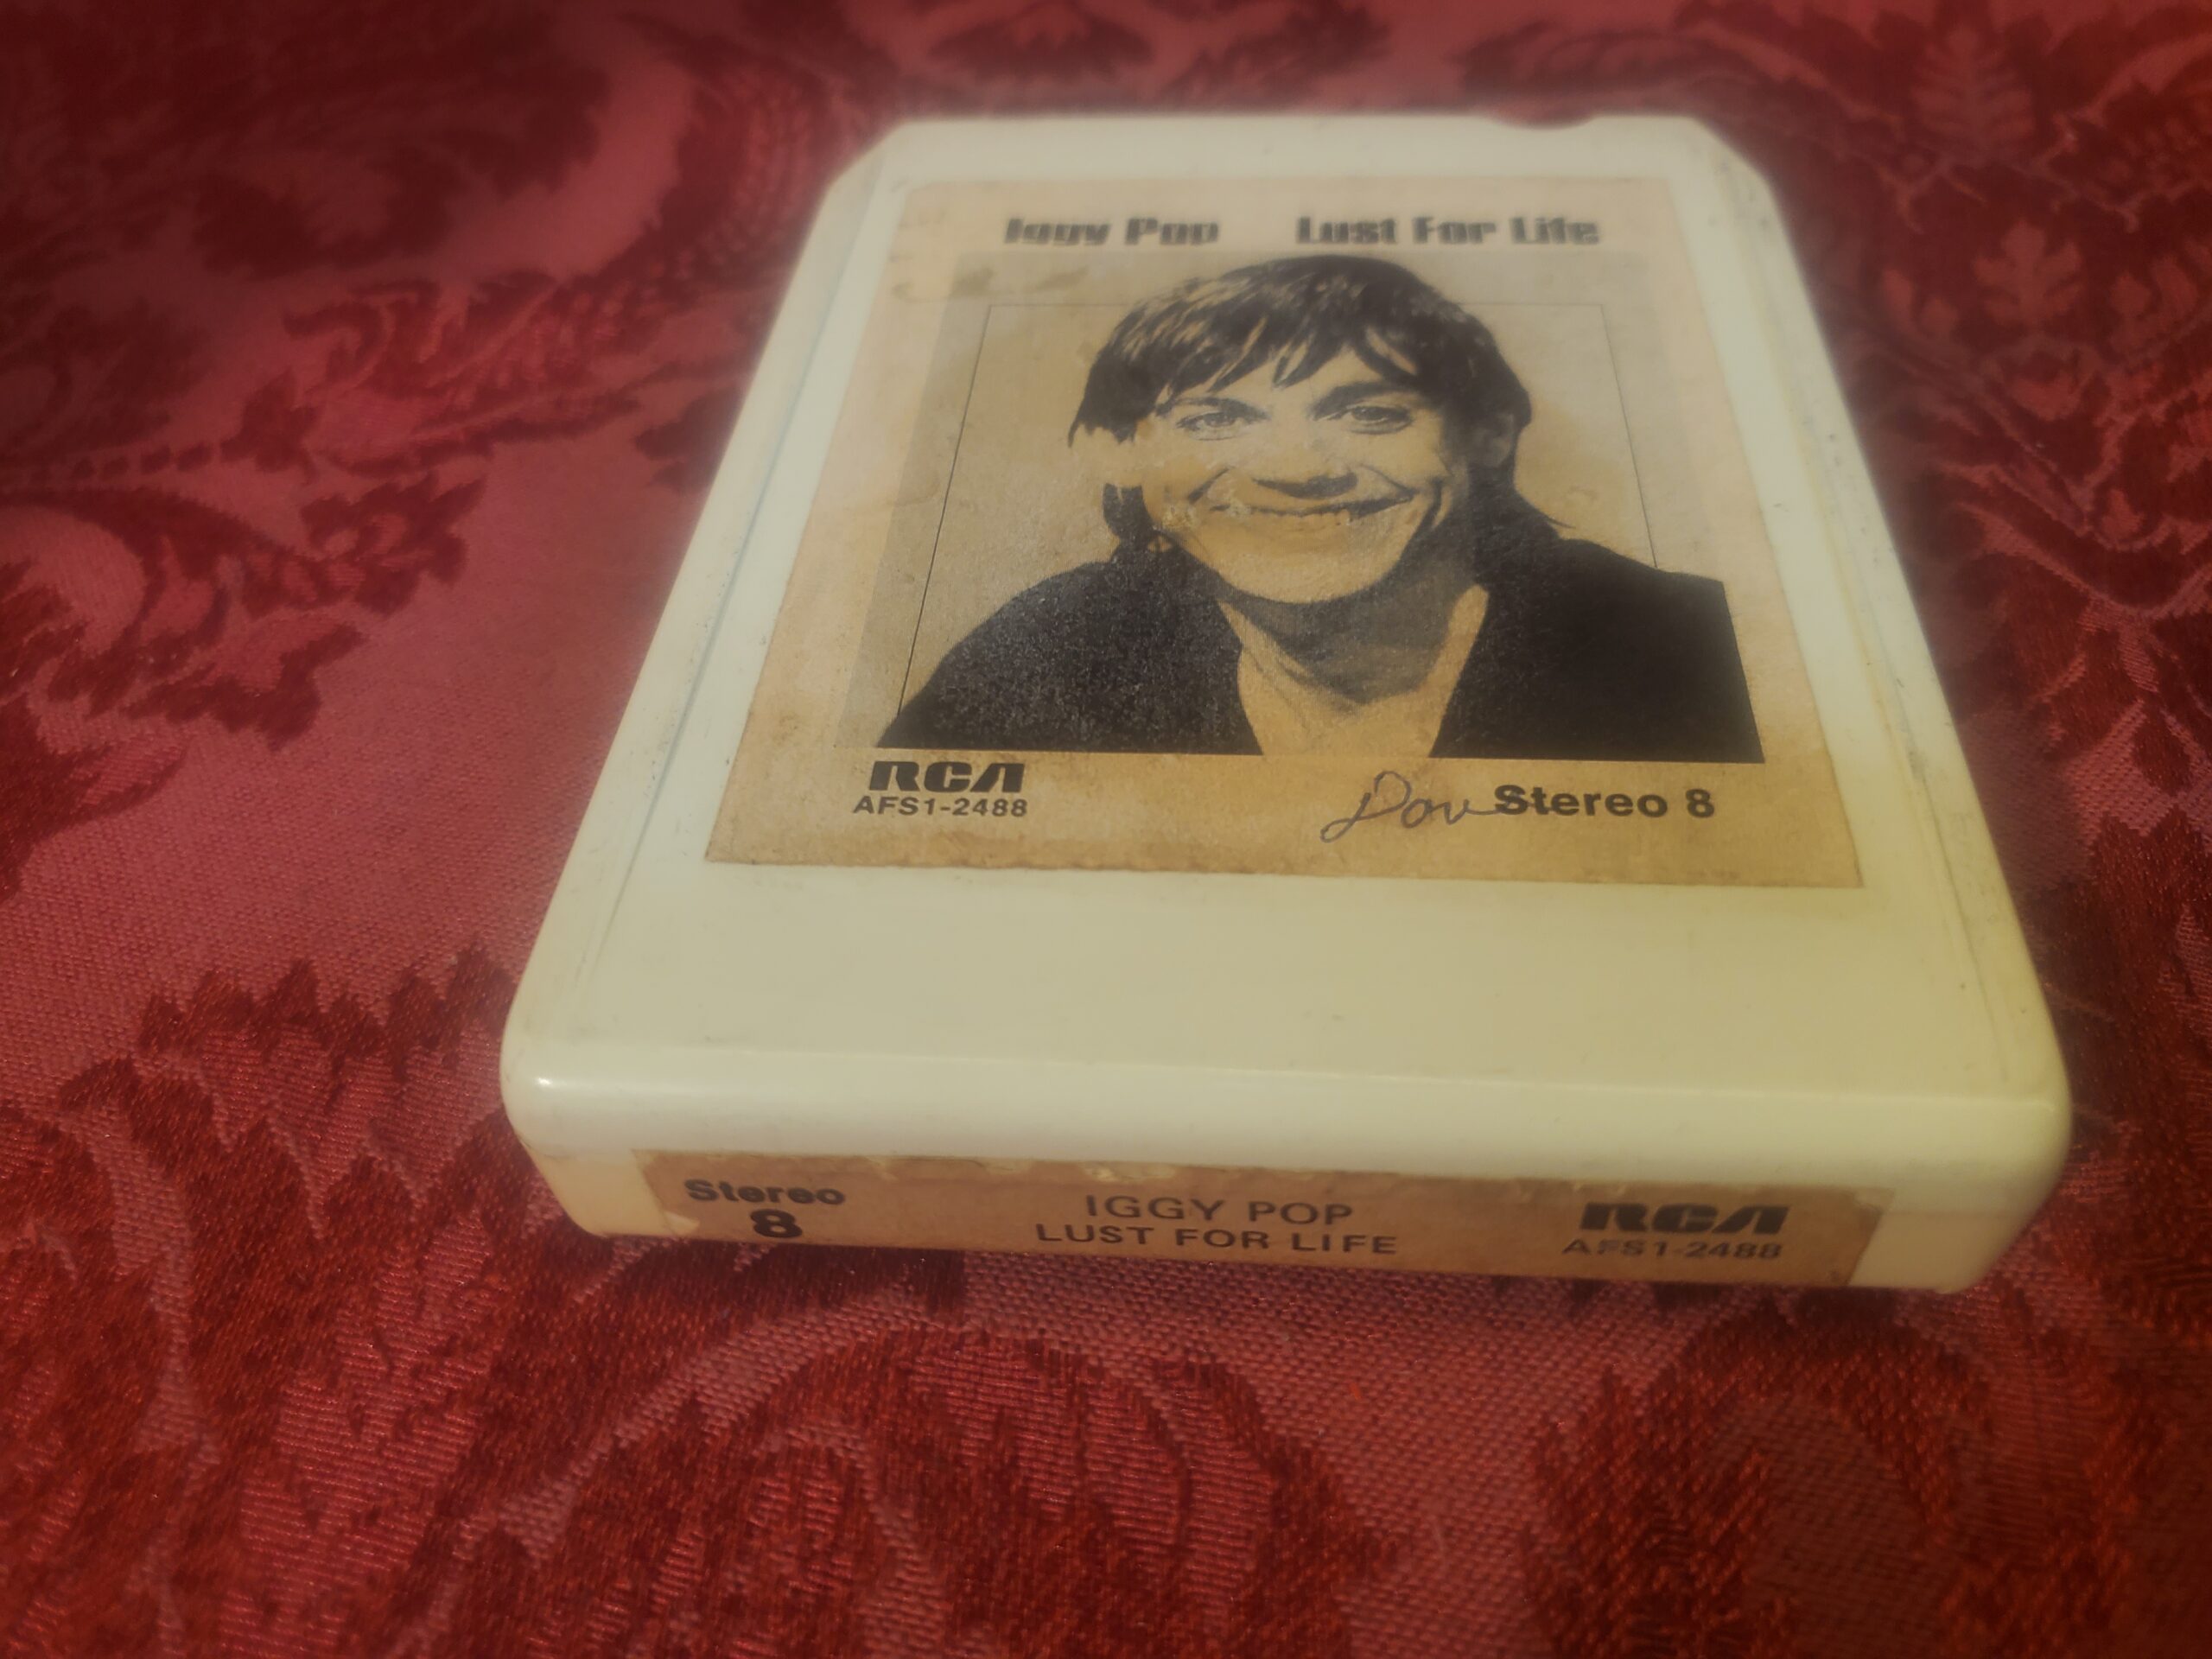 Iggy Pop Lust For Life
RCA
AFS1-2488
Stereo 8
Stereo
8
IGGY POP
LUST FOR LIFE
RCA
AFS1-2488